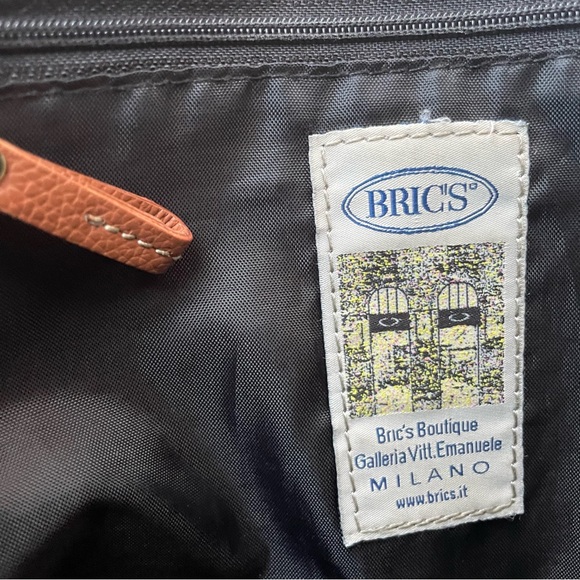 BRIC'S
Bric's Boutique
Galleria Vitt.Emanuele
MILANO
www.brics.it